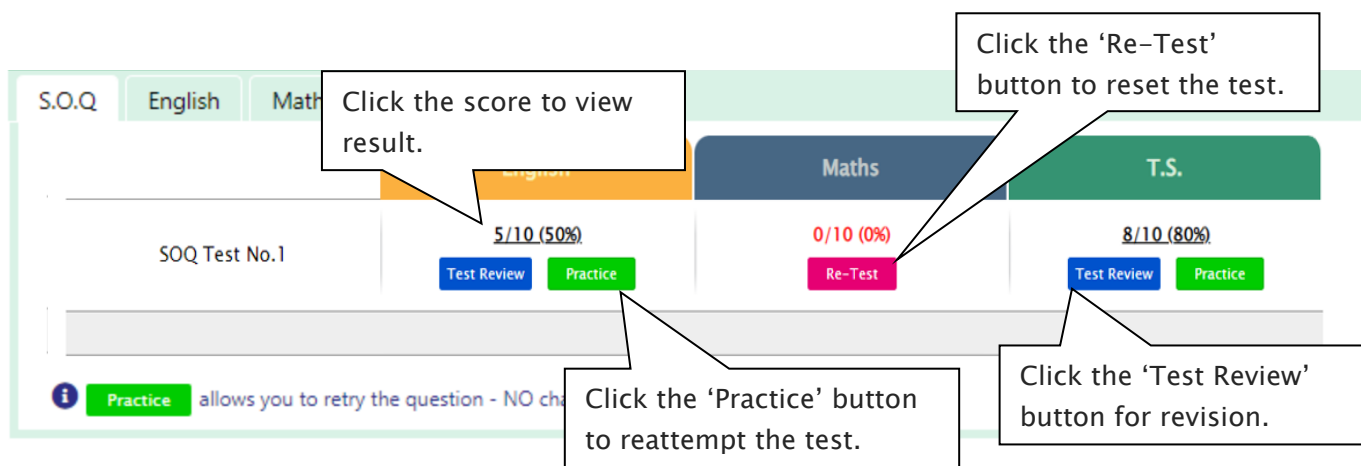 Click the ‘Re-Test’
button to reset the test.
S.O.Q English Math
Click the score to view
result.
English Maths T.S.
SOQ Test No.1
5/10 (50%) 0/10 (0%) 8/10 (80%)
Test Review Practice Re-Test Test Review Practice
Practice allows you to retry the question - NO
Click the ‘Practice’ button
to reattempt the test.
Click the ‘Test Review’
button for revision.